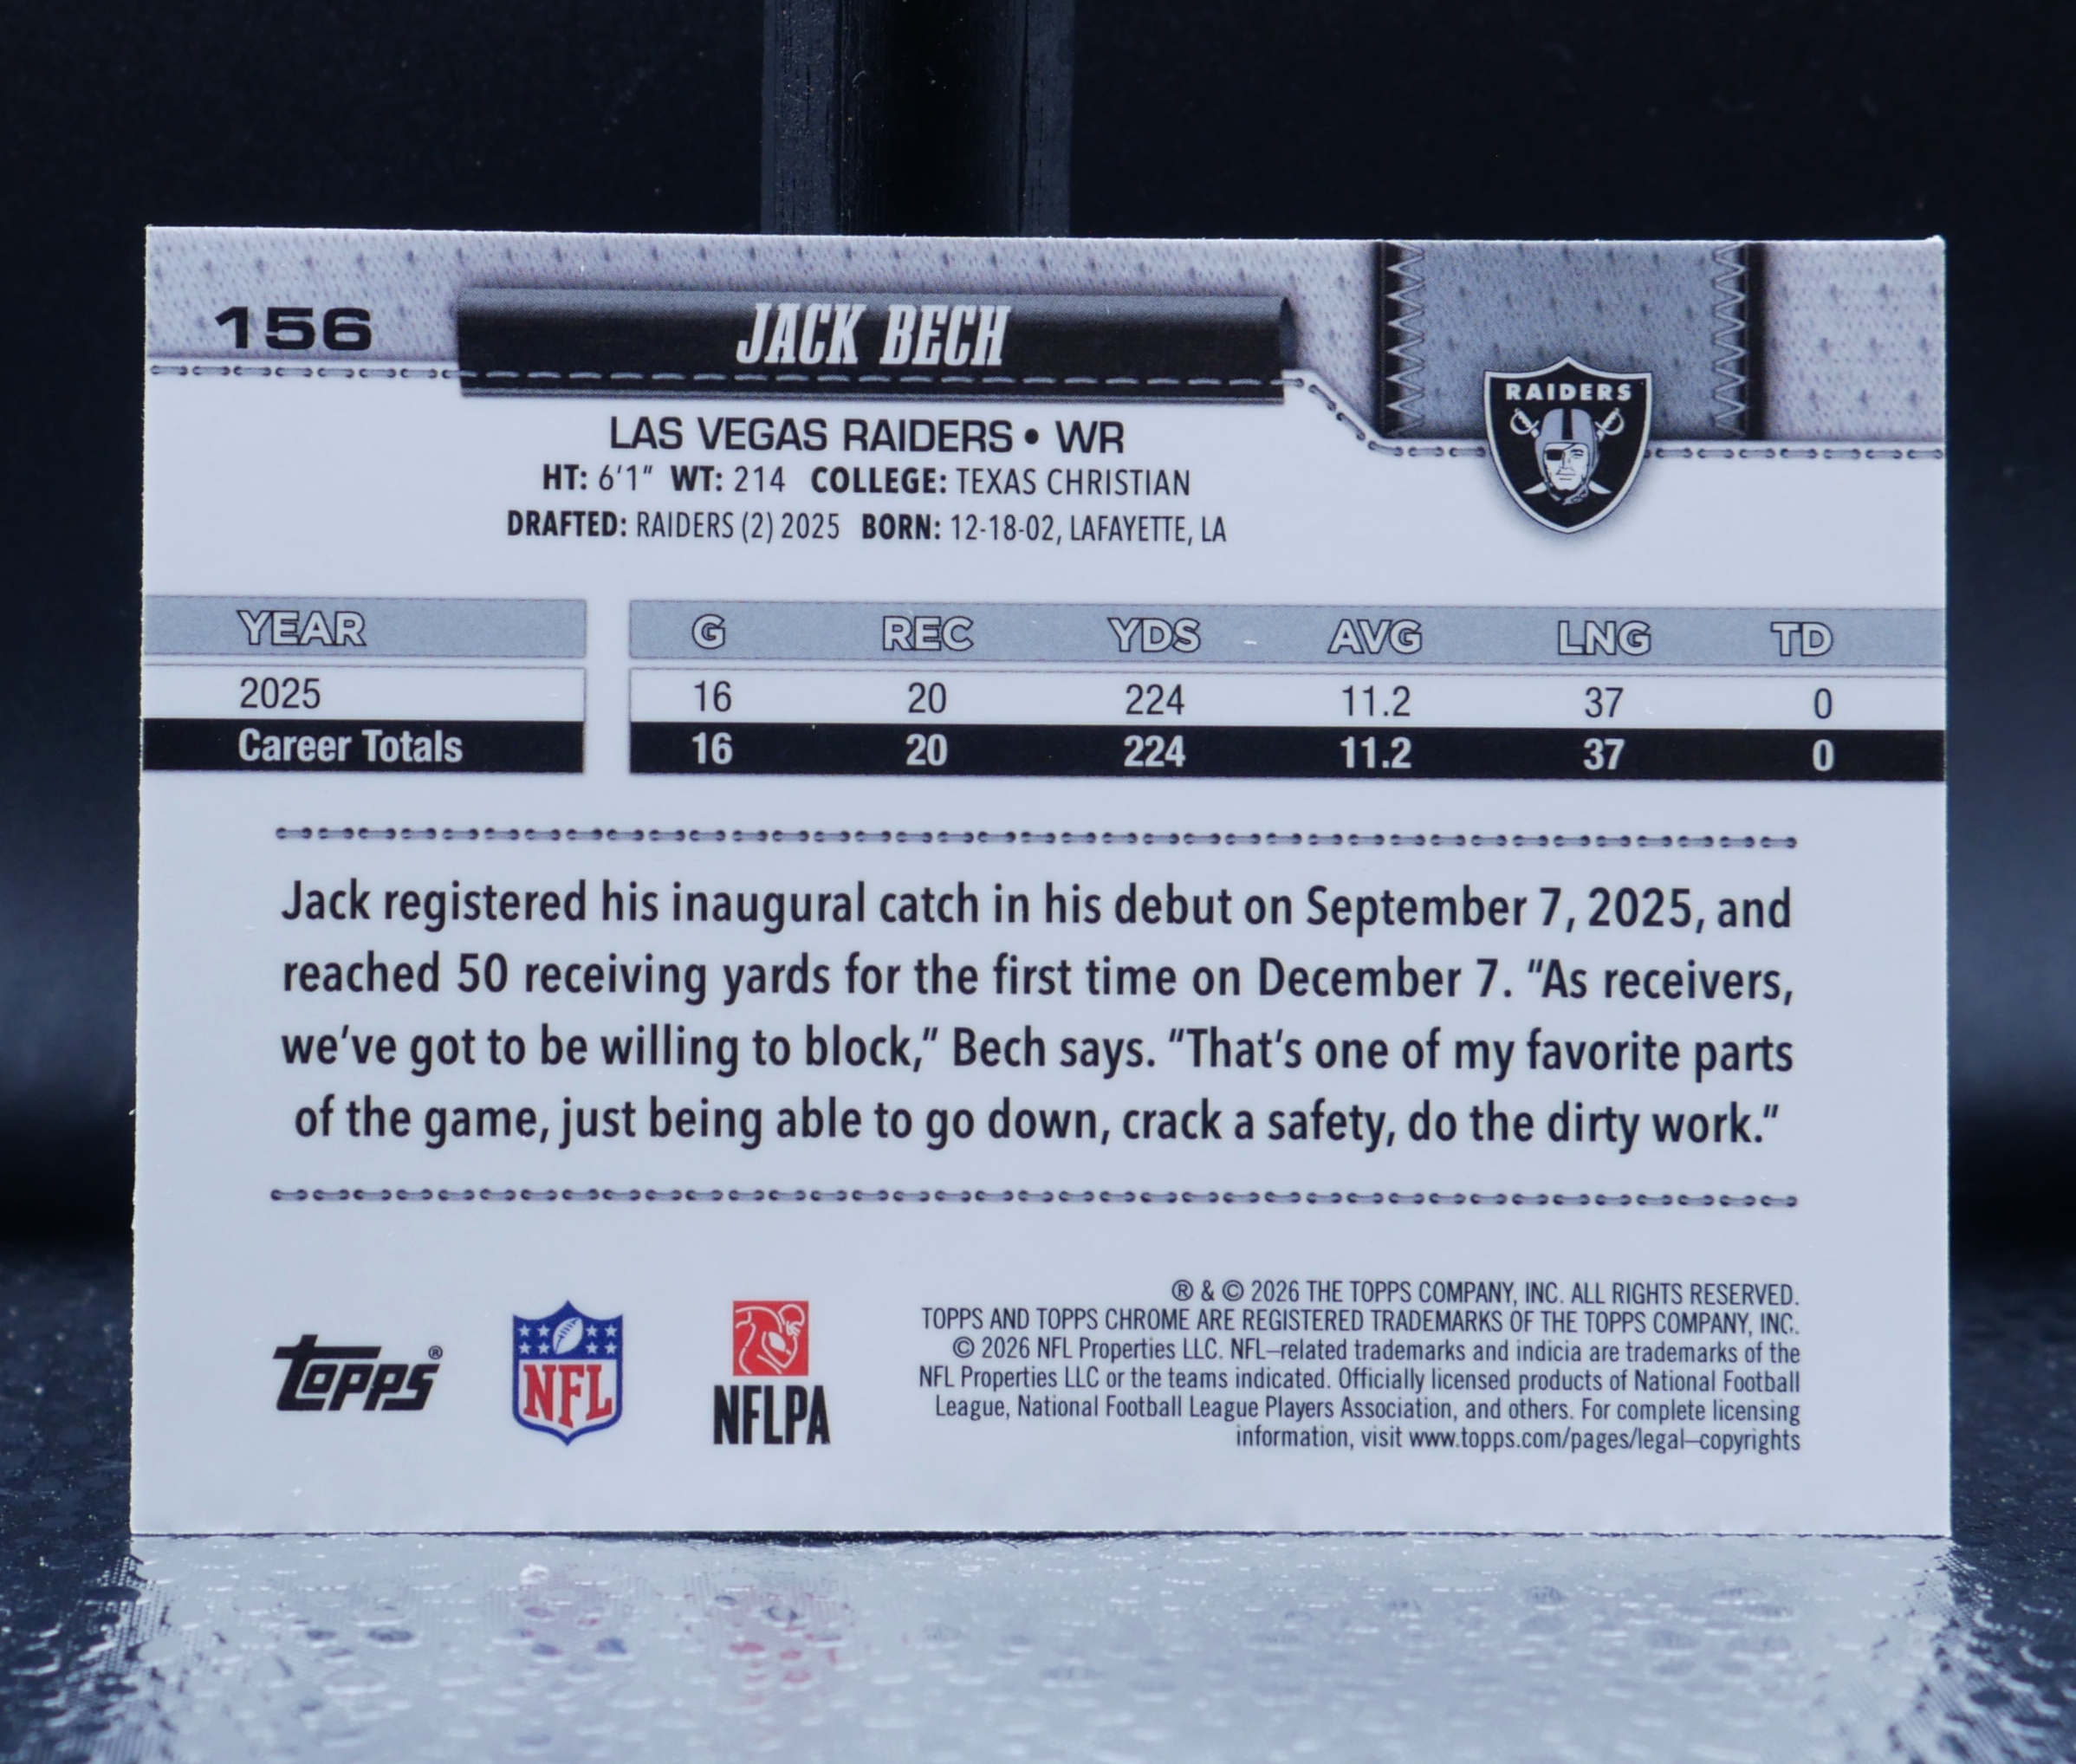 156
JACK BECH
RAIDERS
LAS VEGAS RAIDERS • WR
HT: 6'1" WT: 214 COLLEGE: TEXAS CHRISTIAN
DRAFTED: RAIDERS (2) 2025 BORN: 12-18-02, LAFAYETTE, LA
YEAR G REC YDS AVG LNG TD
2025 16 20 224 11.2 37 0
Career Totals 16 20 224 11.2 37 0
Jack registered his inaugural catch in his debut on September 7, 2025, and
reached 50 receiving yards for the first time on December 7. “As receivers,
we’ve got to be willing to block,” Bech says. “That’s one of my favorite parts
of the game, just being able to go down, crack a safety, do the dirty work.”
Topps®
NFL
NFLPA
® & © 2026 THE TOPPS COMPANY, INC. ALL RIGHTS RESERVED.
TOPPS AND TOPPS CHROME ARE REGISTERED TRADEMARKS OF THE TOPPS COMPANY, INC.
© 2026 NFL Properties LLC. NFL–related trademarks and indicia are trademarks of the
NFL Properties LLC or the teams indicated. Officially licensed products of National Football
League, National Football League Players Association, and others. For complete licensing
information, visit www.topps.com/pages/legal–copyrights